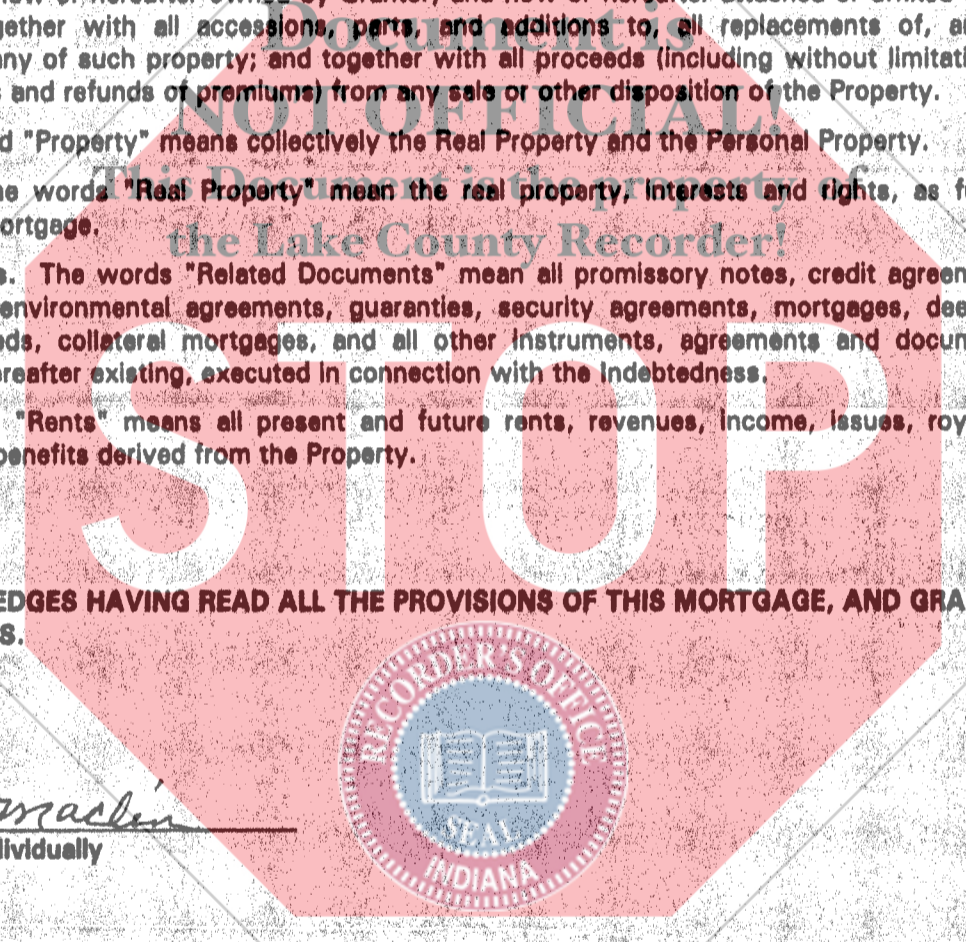 gether with all accessions, parts, and additions to, all replacements of, a
any of such property; and together with all proceeds (including without limitati
s and refunds of premiums) from any sale or other disposition of the Property.
Document is
NOT OFFICIAL!
This Document is the property of
the Lake County Recorder!
d "Property" means collectively the Real Property and the Personal Property.
e words "Real Property" mean the real property, interests and rights, as f
ortgage.
s. The words "Related Documents" mean all promissory notes, credit agreen
environmental agreements, guaranties, security agreements, mortgages, dee
eds, collateral mortgages, and all other instruments, agreements and docum
ereafter existing, executed in connection with the Indebtedness.
"Rents" means all present and future rents, revenues, income, issues, roy
benefits derived from the Property.
STOP
EDGES HAVING READ ALL THE PROVISIONS OF THIS MORTGAGE, AND GRA
S.
RECORDER'S OFFICE
SEAL
INDIANA
dividually